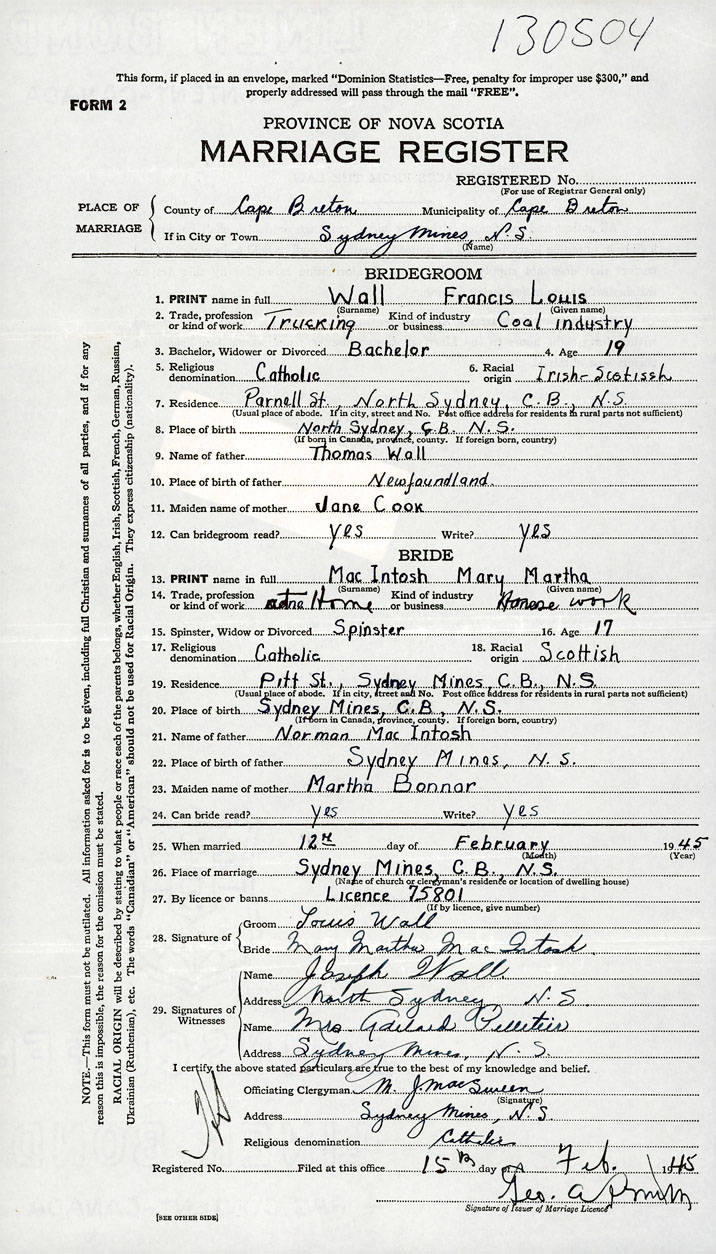 130504
This form, if placed in an envelope, marked "Dominion Statistics—Free, penalty for improper use $300," and
properly addressed will pass through the mail "FREE".
FORM 2
PROVINCE OF NOVA SCOTIA
MARRIAGE REGISTER
REGISTERED No.
(For use of Registrar General only)
PLACE OF MARRIAGE
County of Cape Breton Municipality of Cape Breton
If in City or Town Sydney Mines, N.S.
(Name)
BRIDEGROOM
1. PRINT name in full Wall Francis Louis
(Surname) (Given name)
2. Trade, profession or kind of work Trucking Kind of industry or business Coal industry
3. Bachelor, Widower or Divorced Bachelor 4. Age 19
5. Religious denomination Catholic 6. Racial origin Irish-Scotissh
7. Residence Parnell St., North Sydney, C.B., N.S.
(Usual place of abode. If in city, street and No. Post office address for residents in rural parts not sufficient)
8. Place of birth North Sydney, C.B. N.S.
(If born in Canada, province, county. If foreign born, country)
9. Name of father Thomas Wall
10. Place of birth of father Newfoundland.
11. Maiden name of mother Jane Cook
12. Can bridegroom read? yes Write? yes
BRIDE
13. PRINT name in full Mac Intosh Mary Martha
(Surname) (Given name)
14. Trade, profession or kind of work Home Kind of industry or business work
15. Spinster, Widow or Divorced Spinster 16. Age 17
17. Religious denomination Catholic 18. Racial origin Scottish
19. Residence Pitt St., Sydney Mines C.B., N.S.
(Usual place of abode. If in city, street and No. Post office address for residents in rural parts not sufficient)
20. Place of birth Sydney Mines, C.B., N.S.
(If born in Canada, province, county. If foreign born, country)
21. Name of father Norman Mac Intosh
22. Place of birth of father Sydney Mines, N.S.
23. Maiden name of mother Martha Bonnar
24. Can bride read? yes Write? yes
25. When married 12th day of February 1945
(Month) (Year)
26. Place of marriage Sydney Mines, C.B., N.S.
(Name of church or clergyman's residence or location of dwelling house)
27. By licence or banns Licence 75801
(If by licence, give number)
28. Signature of
Groom Louis Wall
Bride Mary Martha Mac Intosh
29. Signatures of Witnesses
Name Joseph Wall
Address North Sydney N.S.
Name Mrs. Adelard Pelletier
Address Sydney Mines, N.S.
I certify the above stated particulars are true to the best of my knowledge and belief.
Officiating Clergyman M. J. MacSween
(Signature)
Address Sydney Mines, N.S.
Religious denomination Catholic
Registered No. Filed at this office 15th day of Feb. 1945
Geo. A Smith
Signature of Issuer of Marriage Licence
[SEE OTHER SIDE]
NOTE.—This form must not be mutilated. All information asked for is to be given, including full Christian and surnames of all parties, and if for any
reason this is impossible, the reason for the omission must be stated.
RACIAL ORIGIN will be described by stating to what people or race each of the parents belongs, whether English, Irish, Scottish, French, German, Russian,
Ukrainian (Ruthenian), etc. The words "Canadian" or "American" should not be used for Racial Origin. They express citizenship (nationality).